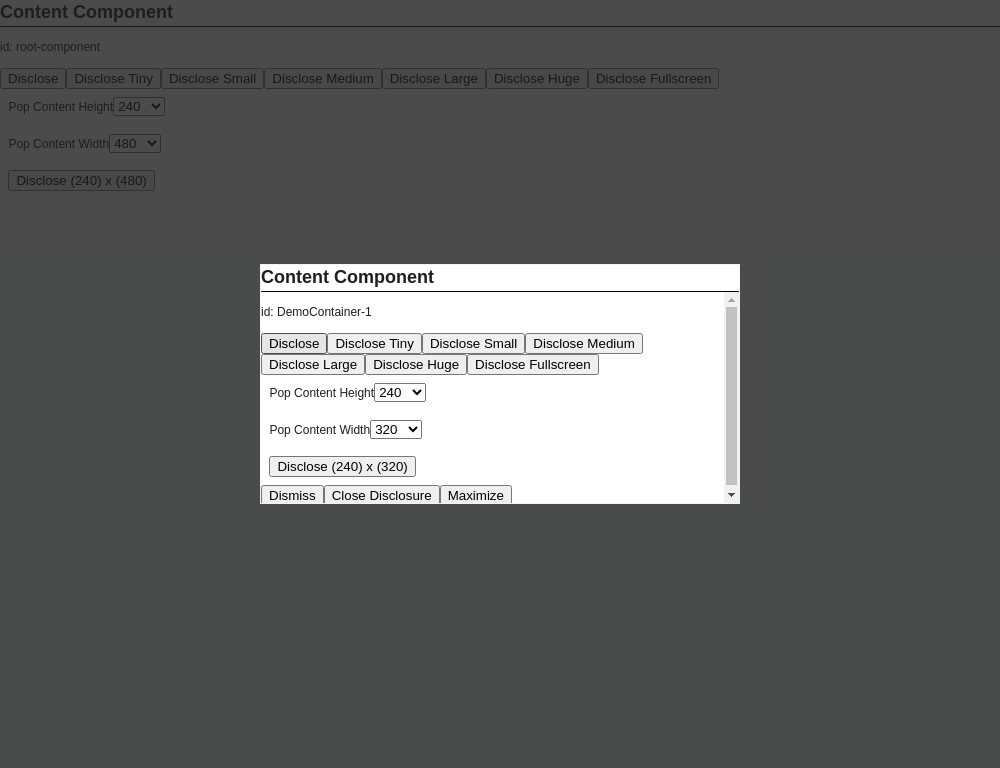 Content Component
id: root-component
Disclose Disclose Tiny Disclose Small Disclose Medium Disclose Large Disclose Huge Disclose Fullscreen
Pop Content Height 240
Pop Content Width 480
Disclose (240) x (480)
Content Component
id: DemoContainer-1
Disclose Disclose Tiny Disclose Small Disclose Medium
Disclose Large Disclose Huge Disclose Fullscreen
Pop Content Height 240
Pop Content Width 320
Disclose (240) x (320)
Dismiss Close Disclosure Maximize